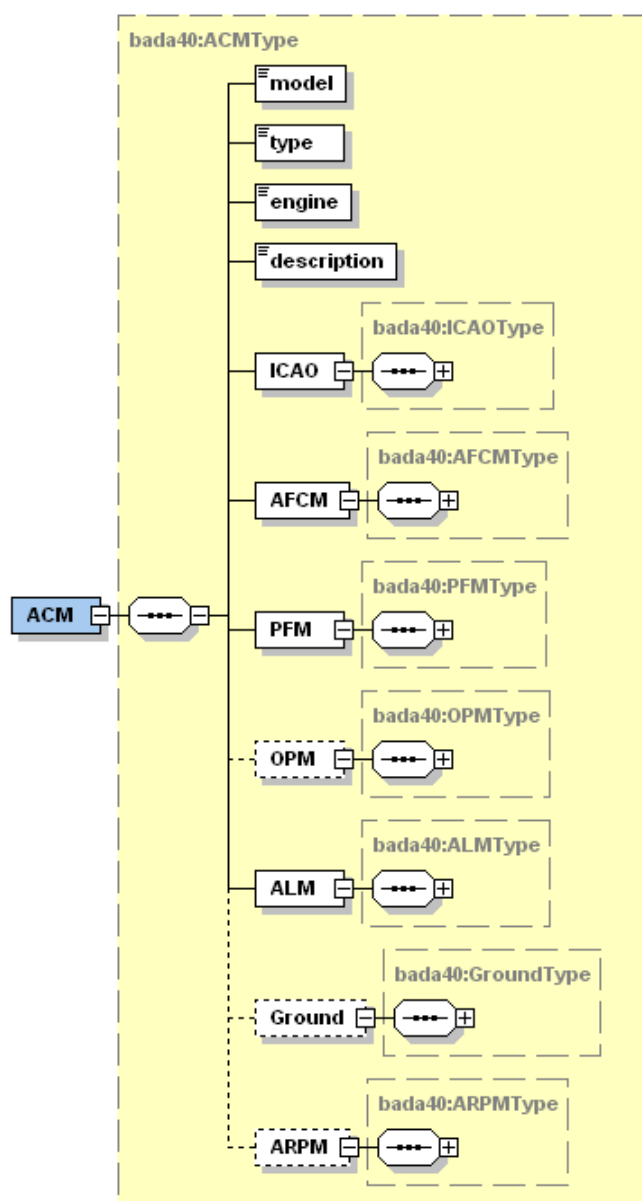 bada40:ACMType
model
type
engine
description
bada40:ICAOType
ICAO
bada40:AFCMType
AFCM
bada40:PFMType
ACM
PFM
bada40:OPMType
OPM
bada40:ALMType
ALM
bada40:GroundType
Ground
bada40:ARPMType
ARPM